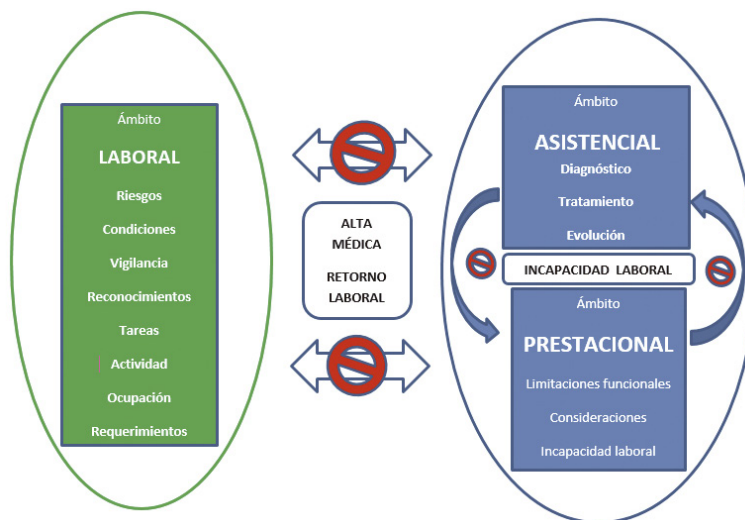 Ámbito
LABORAL
Riesgos
Condiciones
Vigilancia
Reconocimientos
Tareas
Actividad
Ocupación
Requerimientos
ALTA
MÉDICA
RETORNO
LABORAL
Ámbito
ASISTENCIAL
Diagnóstico
Tratamiento
Evolución
INCAPACIDAD LABORAL
Ámbito
PRESTACIONAL
Limitaciones funcionales
Consideraciones
Incapacidad laboral